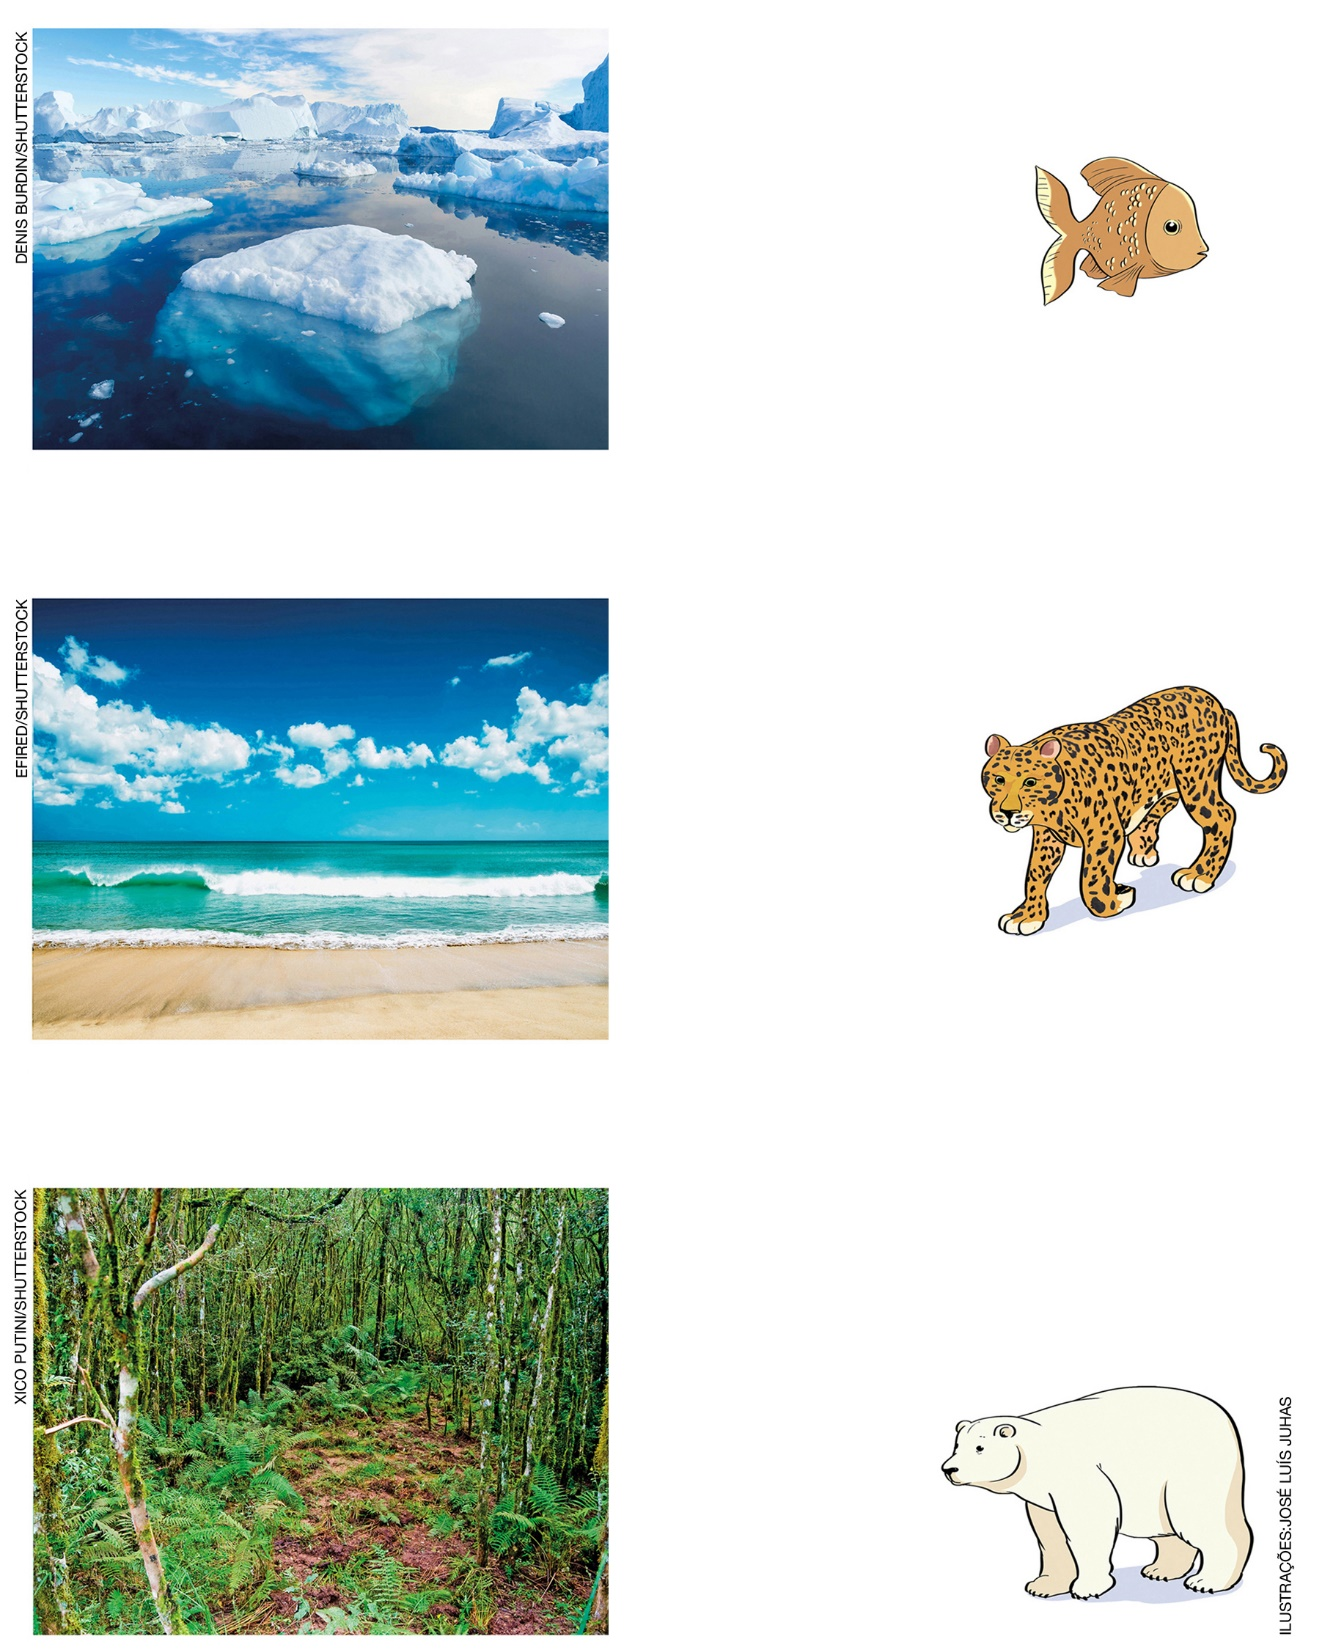 DENIS BURDIN/SHUTTERSTOCK
EFIRED/SHUTTERSTOCK
XICO PUTINI/SHUTTERSTOCK
ILUSTRAÇÕES:JOSÉ LUÍS JUHAS